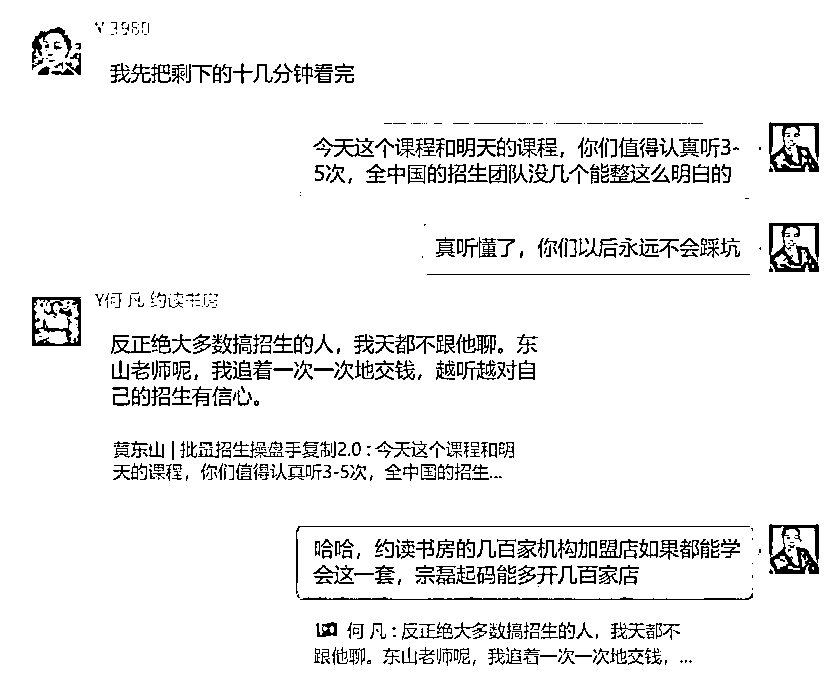 Y 3980
我先把剩下的十几分钟看完
今天这个课程和明天的课程，你们值得认真听3-
5次，全中国的招生团队没几个能整这么明白的
真听懂了，你们以后永远不会踩坑
Y何 凡 约读书房
反正绝大多数搞招生的人，我天都不跟他聊。东
山老师呢，我追着一次一次地交钱，越听越对自
己的招生有信心。
黄东山 | 批量招生操盘手复制2.0 : 今天这个课程和明
天的课程，你们值得认真听3-5次，全中国的招生...
哈哈，约读书房的几百家机构加盟店如果都能学
会这一套，宗磊起码能多开几百家店
何 凡 : 反正绝大多数搞招生的人，我天都不
跟他聊。东山老师呢，我追着一次一次地交钱，...